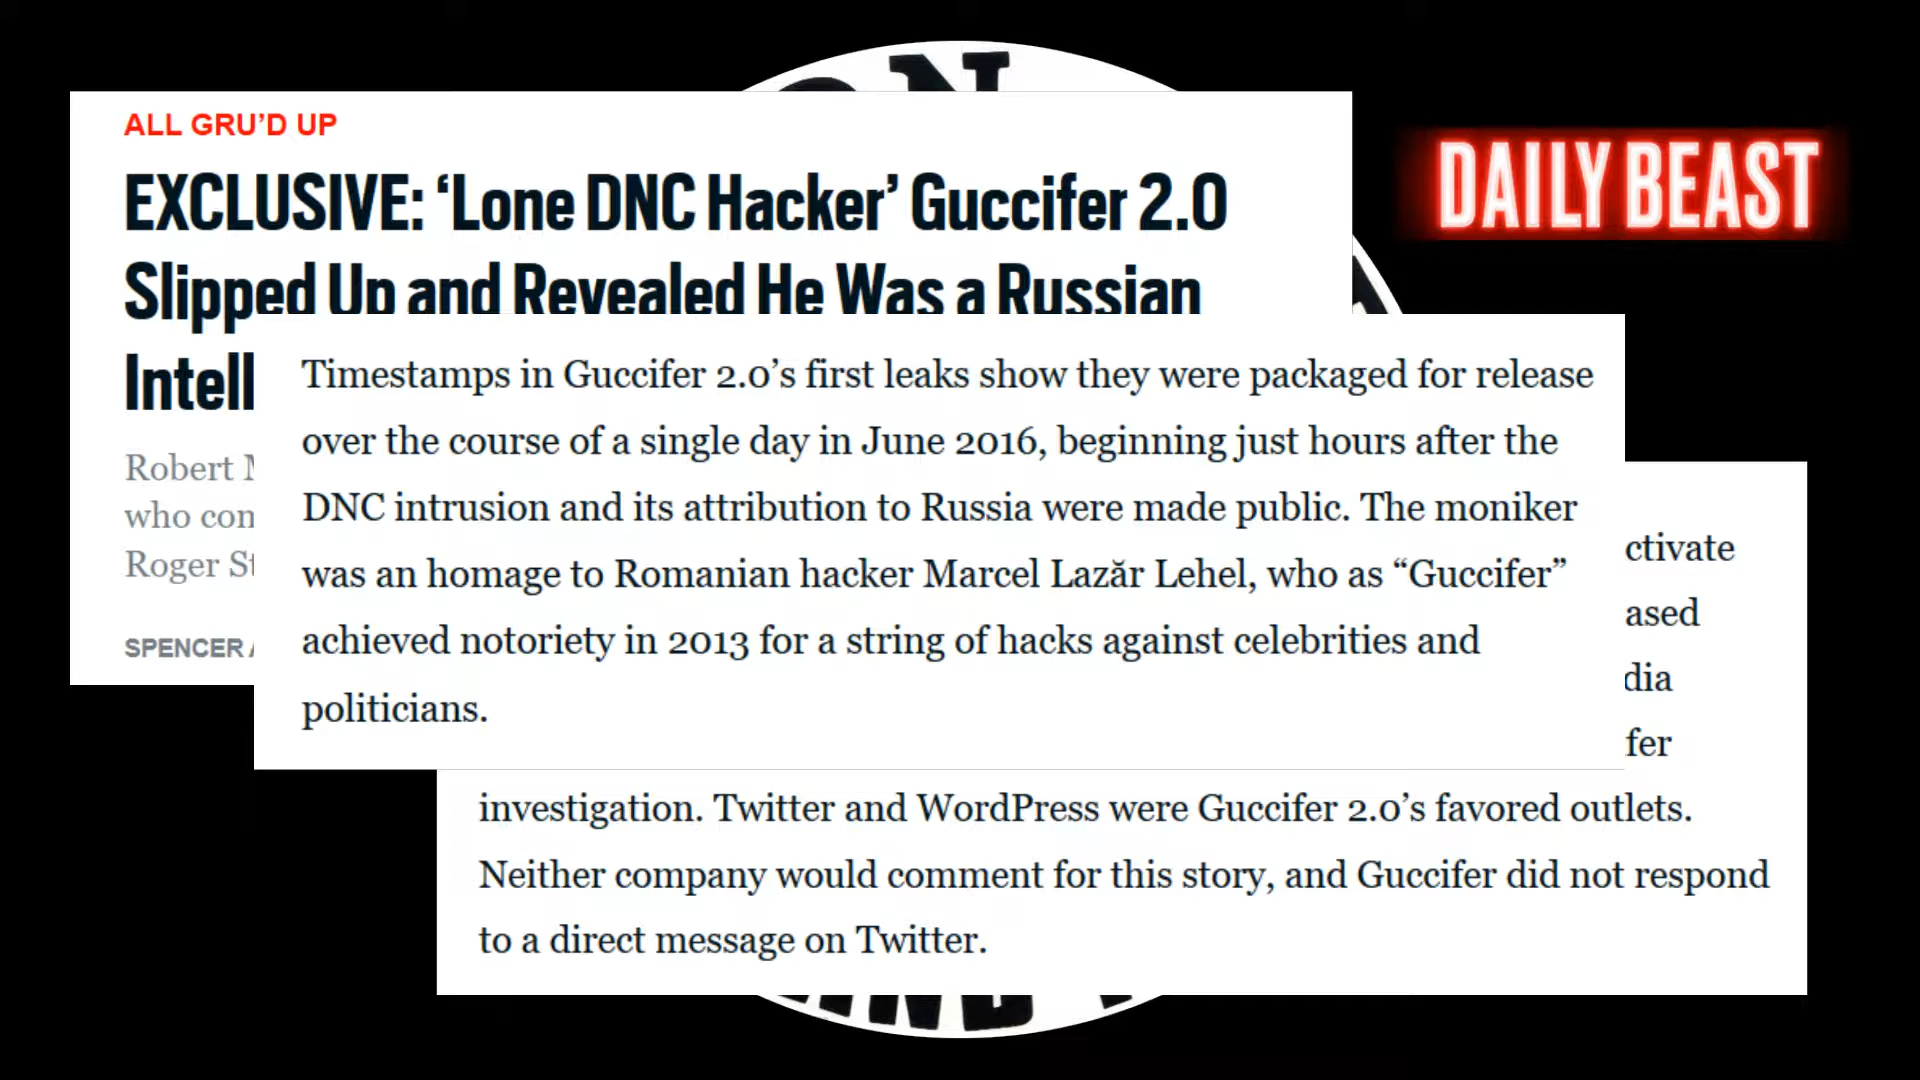 ALL GRU’D UP
EXCLUSIVE: ‘Lone DNC Hacker’ Guccifer 2.0
Slipped Up and Revealed He Was a Russian
Intell
Robert
who con
Roger St
SPENCER
DAILY BEAST
Timestamps in Guccifer 2.0’s first leaks show they were packaged for release
over the course of a single day in June 2016, beginning just hours after the
DNC intrusion and its attribution to Russia were made public. The moniker
was an homage to Romanian hacker Marcel Lazăr Lehel, who as “Guccifer”
achieved notoriety in 2013 for a string of hacks against celebrities and
politicians.
ctivate
ased
dia
fer
investigation. Twitter and WordPress were Guccifer 2.0’s favored outlets.
Neither company would comment for this story, and Guccifer did not respond
to a direct message on Twitter.